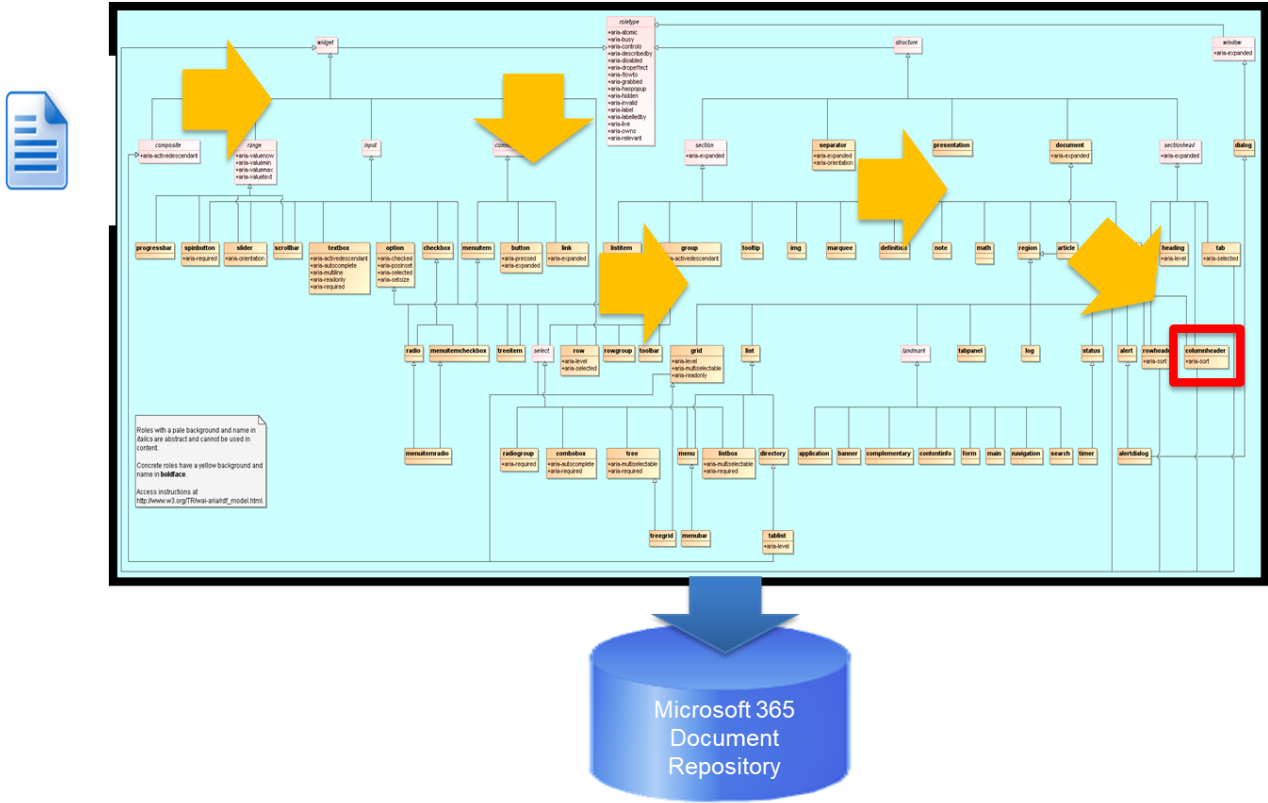 roletype
+aria-atomic
+aria-busy
+aria-controls
+aria-describedby
+aria-disabled
+aria-dropeffect
+aria-flowto
+aria-grabbed
+aria-haspopup
+aria-hidden
+aria-invalid
+aria-label
+aria-labelledby
+aria-live
+aria-owns
+aria-relevant
widget
structure
window
+aria-expanded
composite
+aria-activedescendant
range
+aria-valuenow
+aria-valuemin
+aria-valuemax
+aria-valuetext
input
section
+aria-expanded
separator
+aria-expanded
+aria-orientation
presentation
document
+aria-expanded
sectionhead
+aria-expanded
dialog
progressbar
spinbutton
+aria-required
slider
+aria-orientation
scrollbar
textbox
+aria-activedescendant
+aria-autocomplete
+aria-multiline
+aria-readonly
+aria-required
option
+aria-checked
+aria-posinset
+aria-selected
+aria-setsize
checkbox
menuitem
button
+aria-pressed
+aria-expanded
link
+aria-expanded
listitem
group
tooltip
img
marquee
definition
note
math
region
article
heading
+aria-level
tab
+aria-selected
radio
menuitemcheckbox
treeitem
select
row
+aria-level
+aria-selected
rowgroup
toolbar
grid
+aria-level
+aria-multiselectable
+aria-readonly
list
landmark
tabpanel
log
status
alert
+aria-sort
columnheader
+aria-sort
menuitemradio
radiogroup
+aria-required
combobox
+aria-autocomplete
+aria-required
tree
+aria-multiselectable
+aria-required
menu
listbox
+aria-multiselectable
+aria-required
directory
application
banner
complementary
contentinfo
form
main
navigation
search
timer
alertdialog
treegrid
menubar
tablist
+aria-level
Roles with a pale background and name in
italics are abstract and cannot be used in
content.
Concrete roles have a yellow background and
name in boldface.
Access instructions at
http://www.w3.org/TR/wai-aria/rdf_model.html.
Microsoft 365
Document
Repository